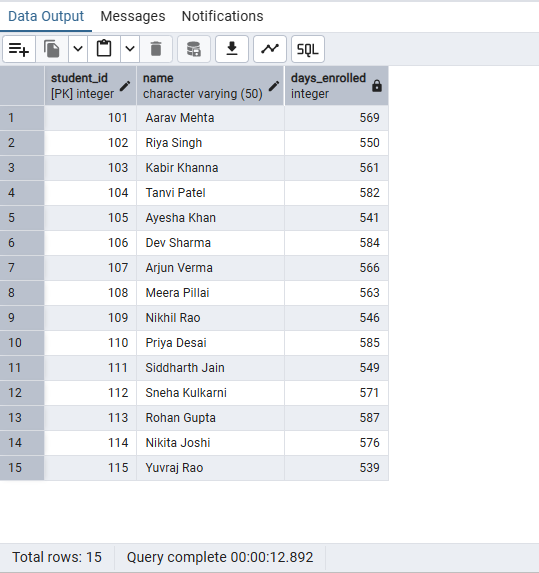 Data Output Messages Notifications
SQL
student_id name days_enrolled
[PK] integer character varying (50) integer
1 101 Aarav Mehta 569
2 102 Riya Singh 550
3 103 Kabir Khanna 561
4 104 Tanvi Patel 582
5 105 Ayesha Khan 541
6 106 Dev Sharma 584
7 107 Arjun Verma 566
8 108 Meera Pillai 563
9 109 Nikhil Rao 546
10 110 Priya Desai 585
11 111 Siddharth Jain 549
12 112 Sneha Kulkarni 571
13 113 Rohan Gupta 587
14 114 Nikita Joshi 576
15 115 Yuvraj Rao 539
Total rows: 15 Query complete 00:00:12.892